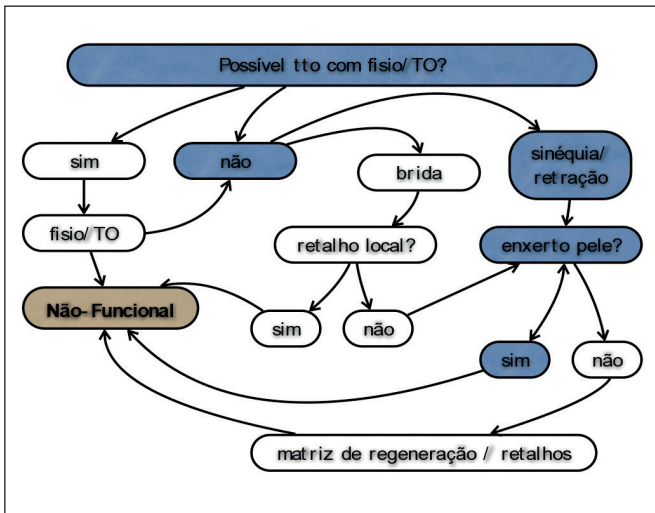 Possível tto com fisio/TO?
sim
não
sinéquia/
retração
brida
fisio/TO
retalho local?
enxerto pele?
Não-Funcional
sim
não
sim
não
matriz de regeneração / retalhos